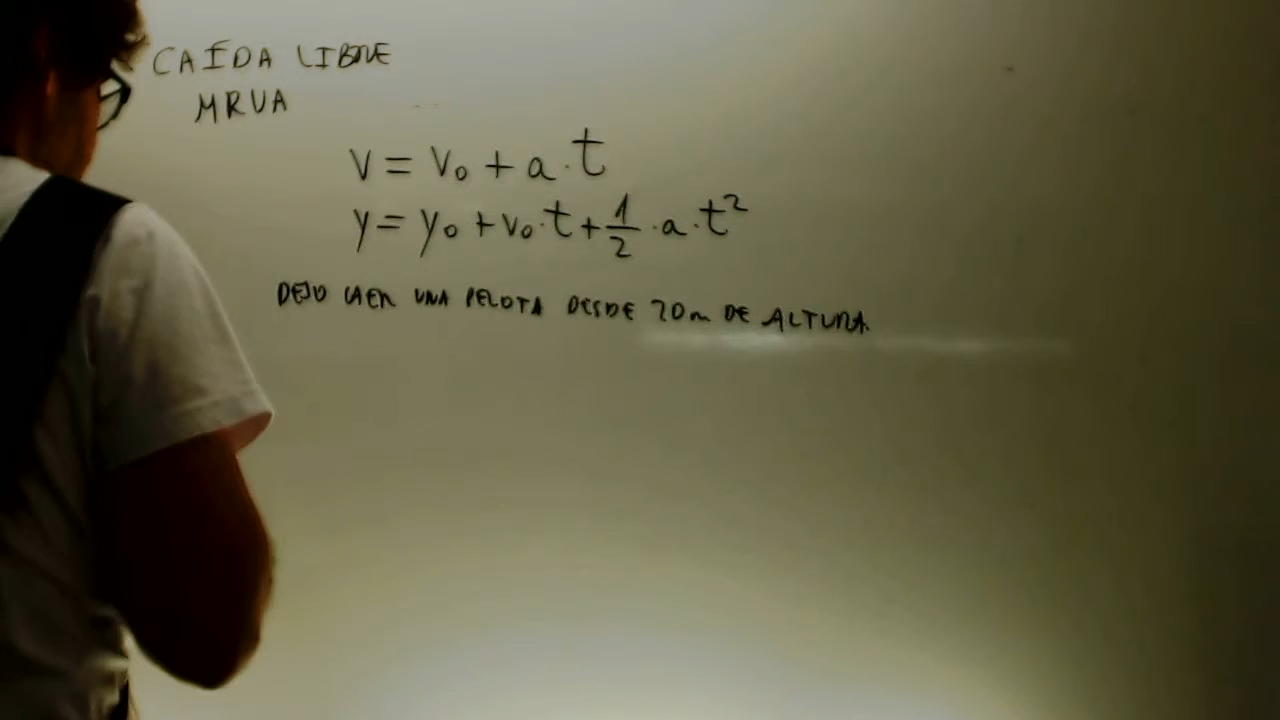 CAÍDA LIBRE
MRUA
v = v₀ + a · t
y = y₀ + v₀ · t + 1/2 · a · t²
DEJO CAER UNA PELOTA DESDE 20m DE ALTURA.